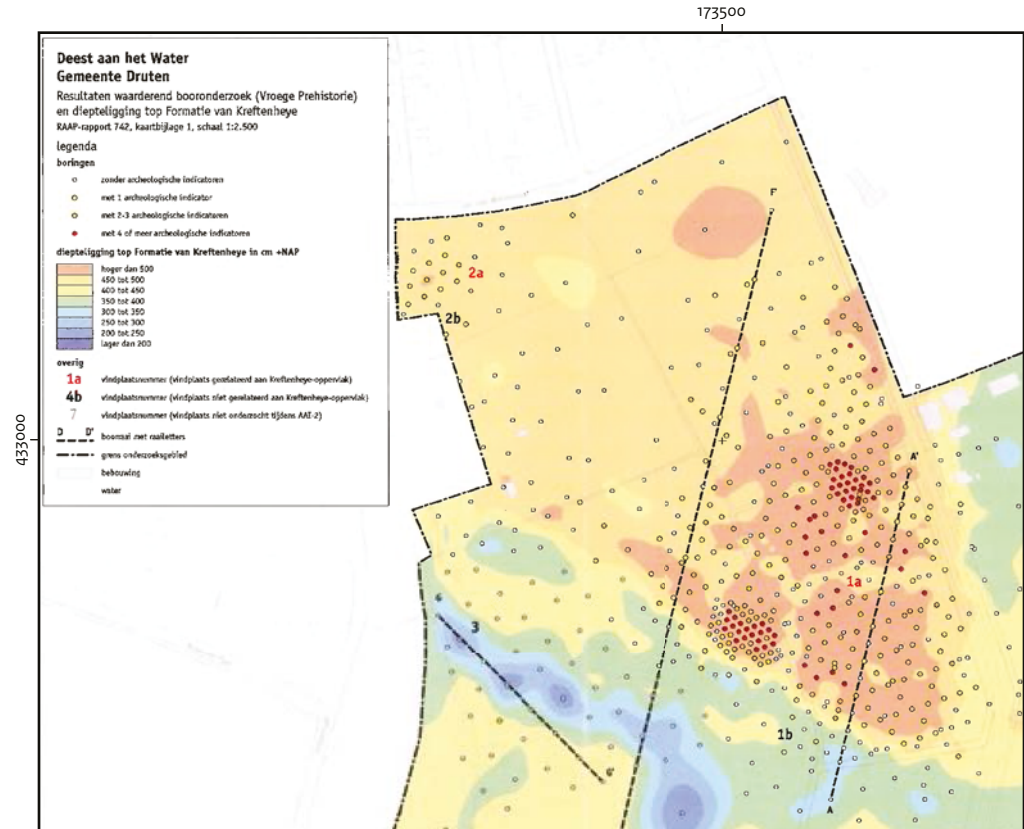 173500
433000
Deest aan het Water
Gemeente Druten
Resultaten waarderend booronderzoek (Vroege Prehistorie)
en diepteligging top Formatie van Kreftenheye
RAAP-rapport 742, kaartbijlage 1, schaal 1:2.500
legenda
boringen
zonder archeologische indicatoren
met 1 archeologische indicator
met 2-3 archeologische indicatoren
met 4 of meer archeologische indicatoren
diepteligging top Formatie van Kreftenheye in cm +NAP
hoger dan 500
450 tot 500
400 tot 450
350 tot 400
300 tot 350
250 tot 300
200 tot 250
lager dan 200
overig
1a vindplaatsnummer (vindplaats gerelateerd aan Kreftenheye-oppervlak)
4b vindplaatsnummer (vindplaats niet gerelateerd aan Kreftenheye-oppervlak)
7 vindplaatsnummer (vindplaats niet onderzocht tijdens AAI-2)
D D' boorraai met raailetters
grens onderzoeksgebied
bebouwing
water
F'
2a
2b
A'
1a
3
1b
A